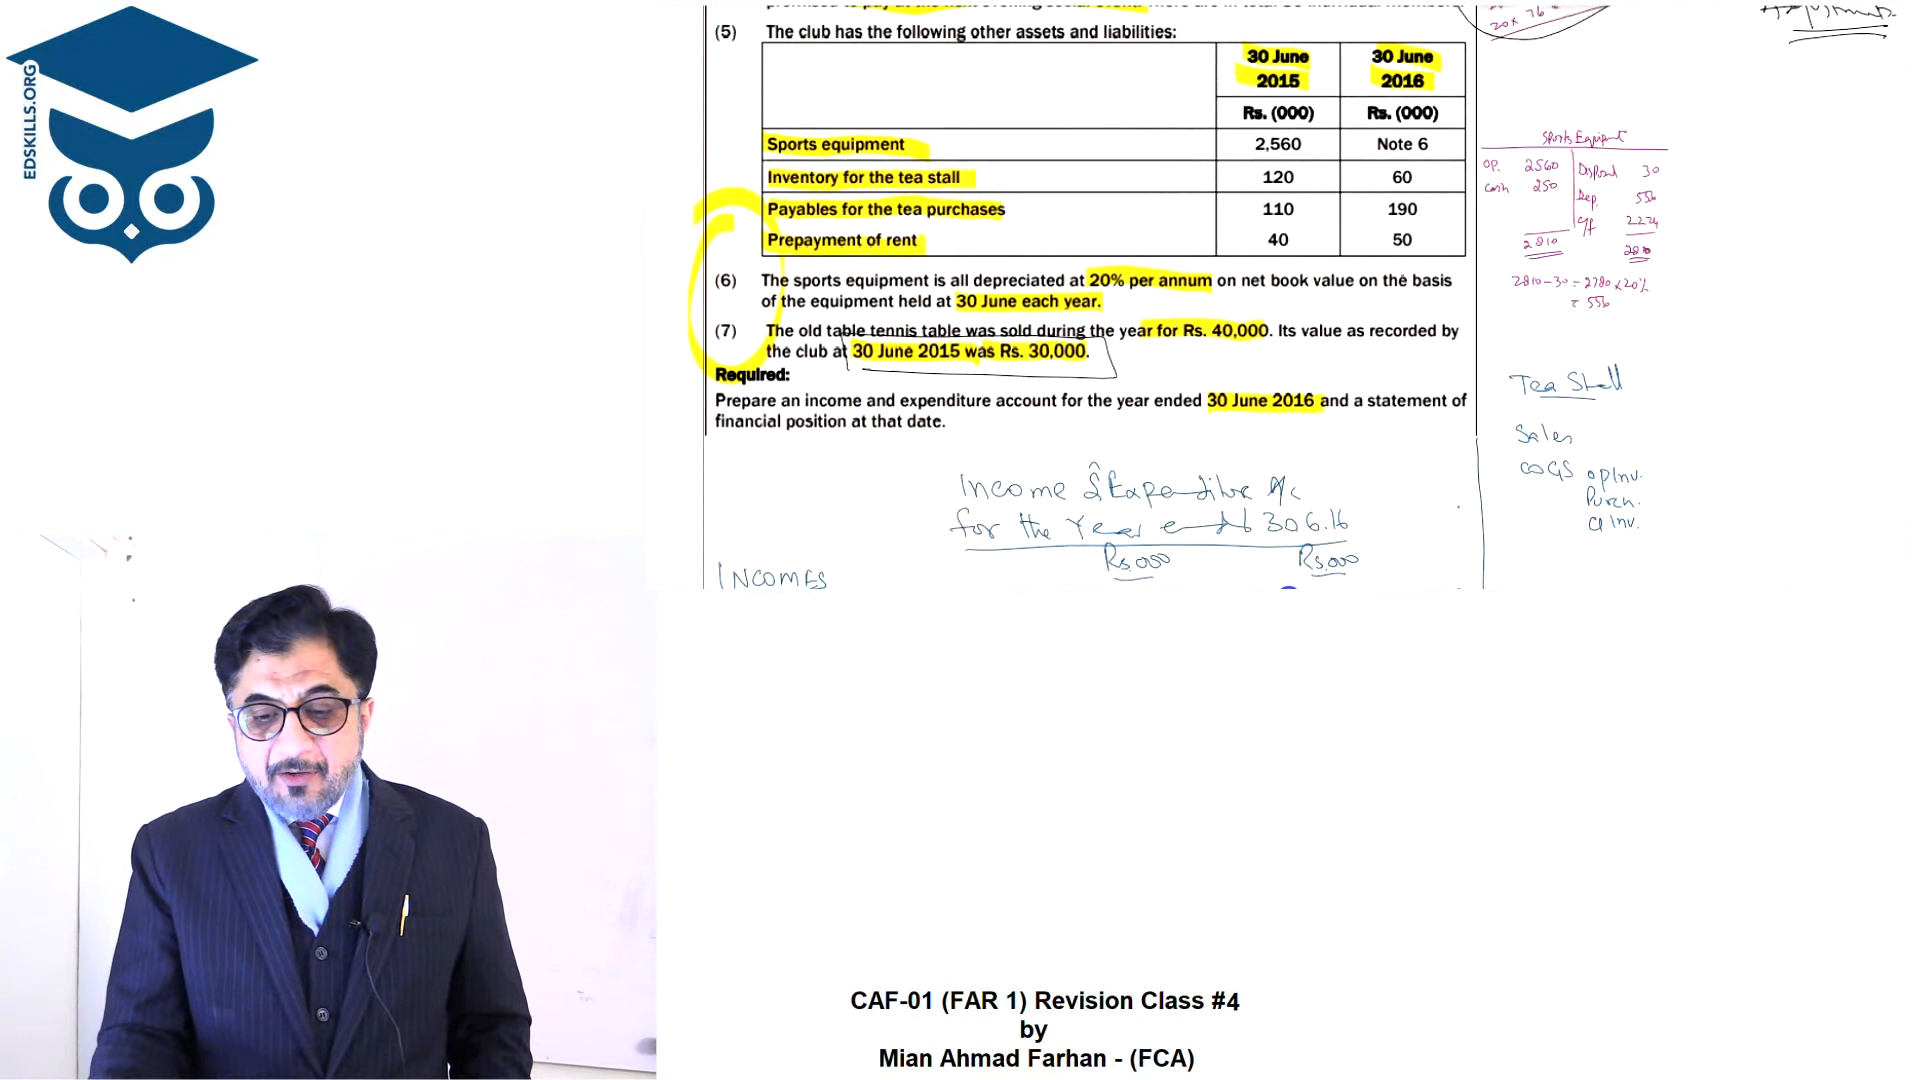 EDSKILLS.ORG
(5) The club has the following other assets and liabilities:
30 June 2015 30 June 2016
Rs. (000) Rs. (000)
Sports equipment 2,560 Note 6
Inventory for the tea stall 120 60
Payables for the tea purchases 110 190
Prepayment of rent 40 50
(6) The sports equipment is all depreciated at 20% per annum on net book value on the basis
of the equipment held at 30 June each year.
(7) The old table tennis table was sold during the year for Rs. 40,000. Its value as recorded by
the club at 30 June 2015 was Rs. 30,000.
Required:
Prepare an income and expenditure account for the year ended 30 June 2016 and a statement of
financial position at that date.
Income & Expenditure A/c
for the Year ended 30 6.16
Rs.000 Rs.000
INCOMES
Sports Equipment
OP. 2560 Disposal 30
Cash 250 Dep. 556
c/f 2224
2810 2810
2810-30 = 2780 x 20%
= 556
Tea Stall
Sales
COGS OP Inv.
Purch.
Cl Inv.
CAF-01 (FAR 1) Revision Class #4
by
Mian Ahmad Farhan - (FCA)